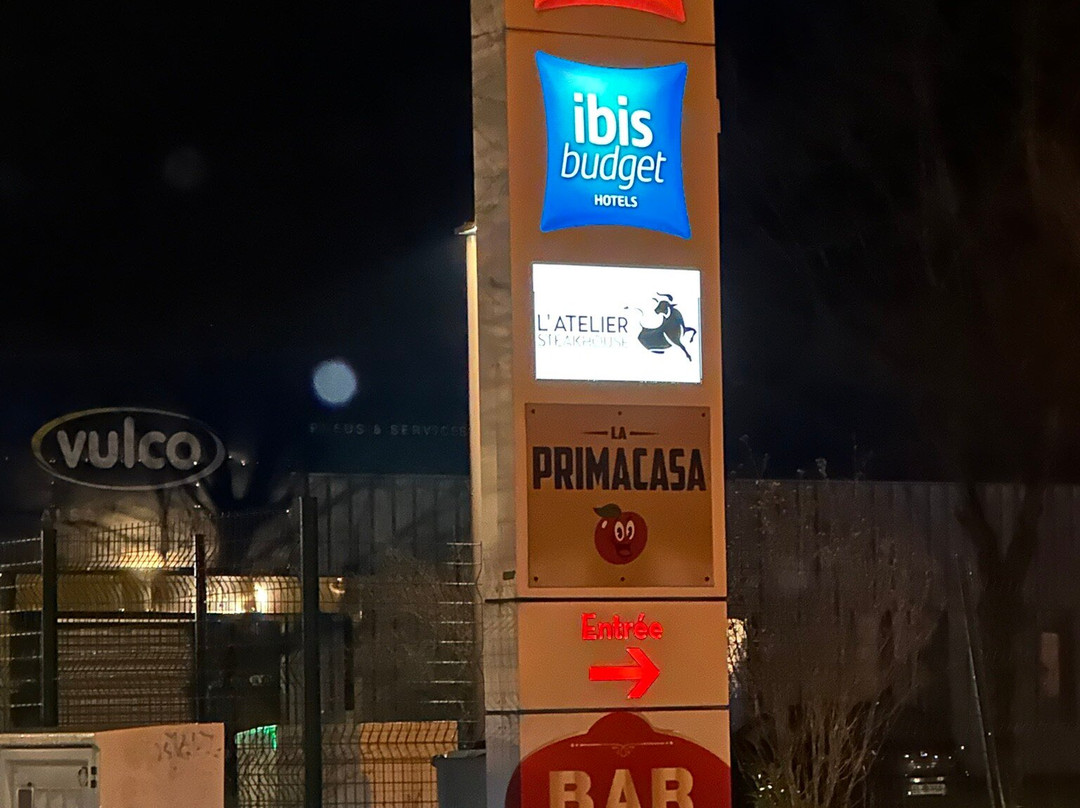 ibis
budget
HOTELS
L'ATELIER
STEAKHOUSE
LA
PRIMACASA
Entrée
BAR
vulco
PNEUS & SERVICES